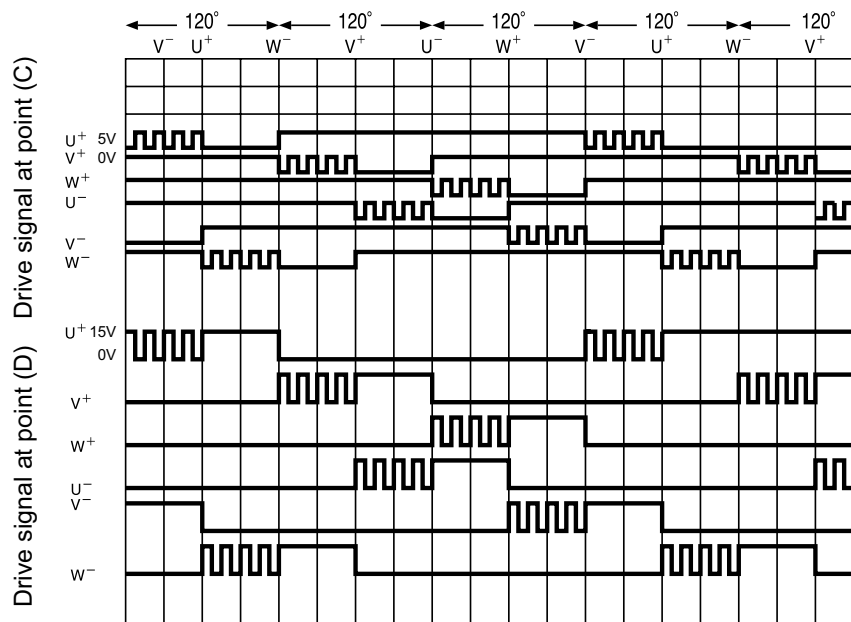 120° 120° 120° 120° 120°
V⁻ U⁺ W⁻ V⁺ U⁻ W⁺ V⁻ U⁺ W⁻ V⁺
Drive signal at point (C)
U⁺ 5V
V⁺ 0V
W⁺
U⁻
V⁻
W⁻
Drive signal at point (D)
U⁺ 15V
0V
V⁺
W⁺
U⁻
V⁻
W⁻